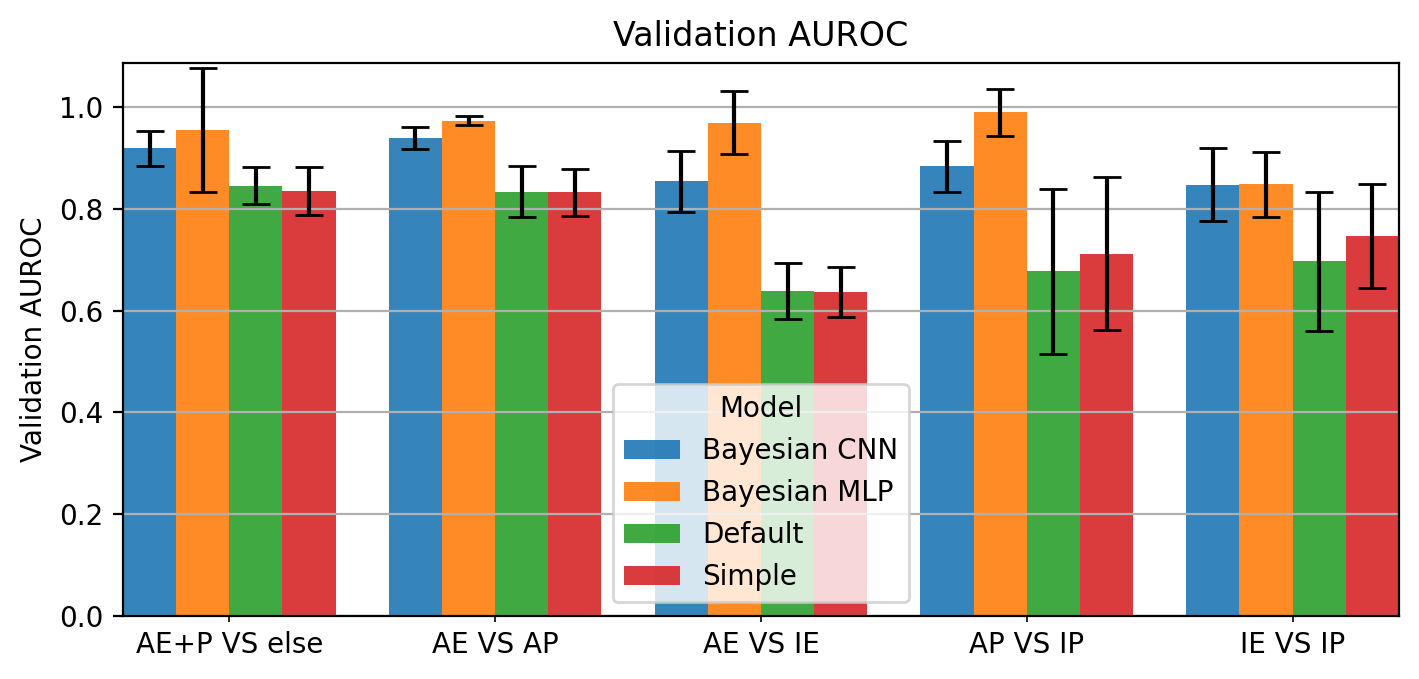 Validation AUROC
Validation AUROC
1.0
0.8
0.6
0.4
0.2
0.0
Model
Bayesian CNN
Bayesian MLP
Default
Simple
AE+P VS else
AE VS AP
AE VS IE
AP VS IP
IE VS IP